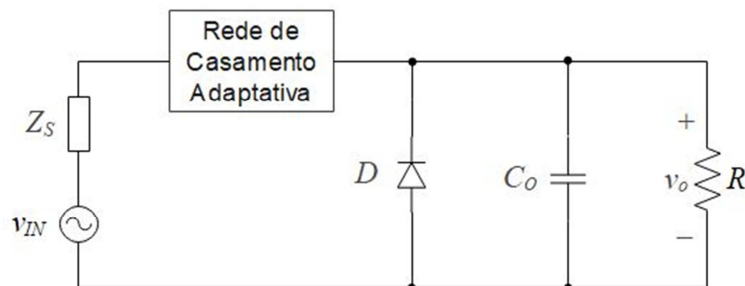 Rede de
Casamento
Adaptativa
Z_S
v_IN
D
C_O
+
v_o
−
R